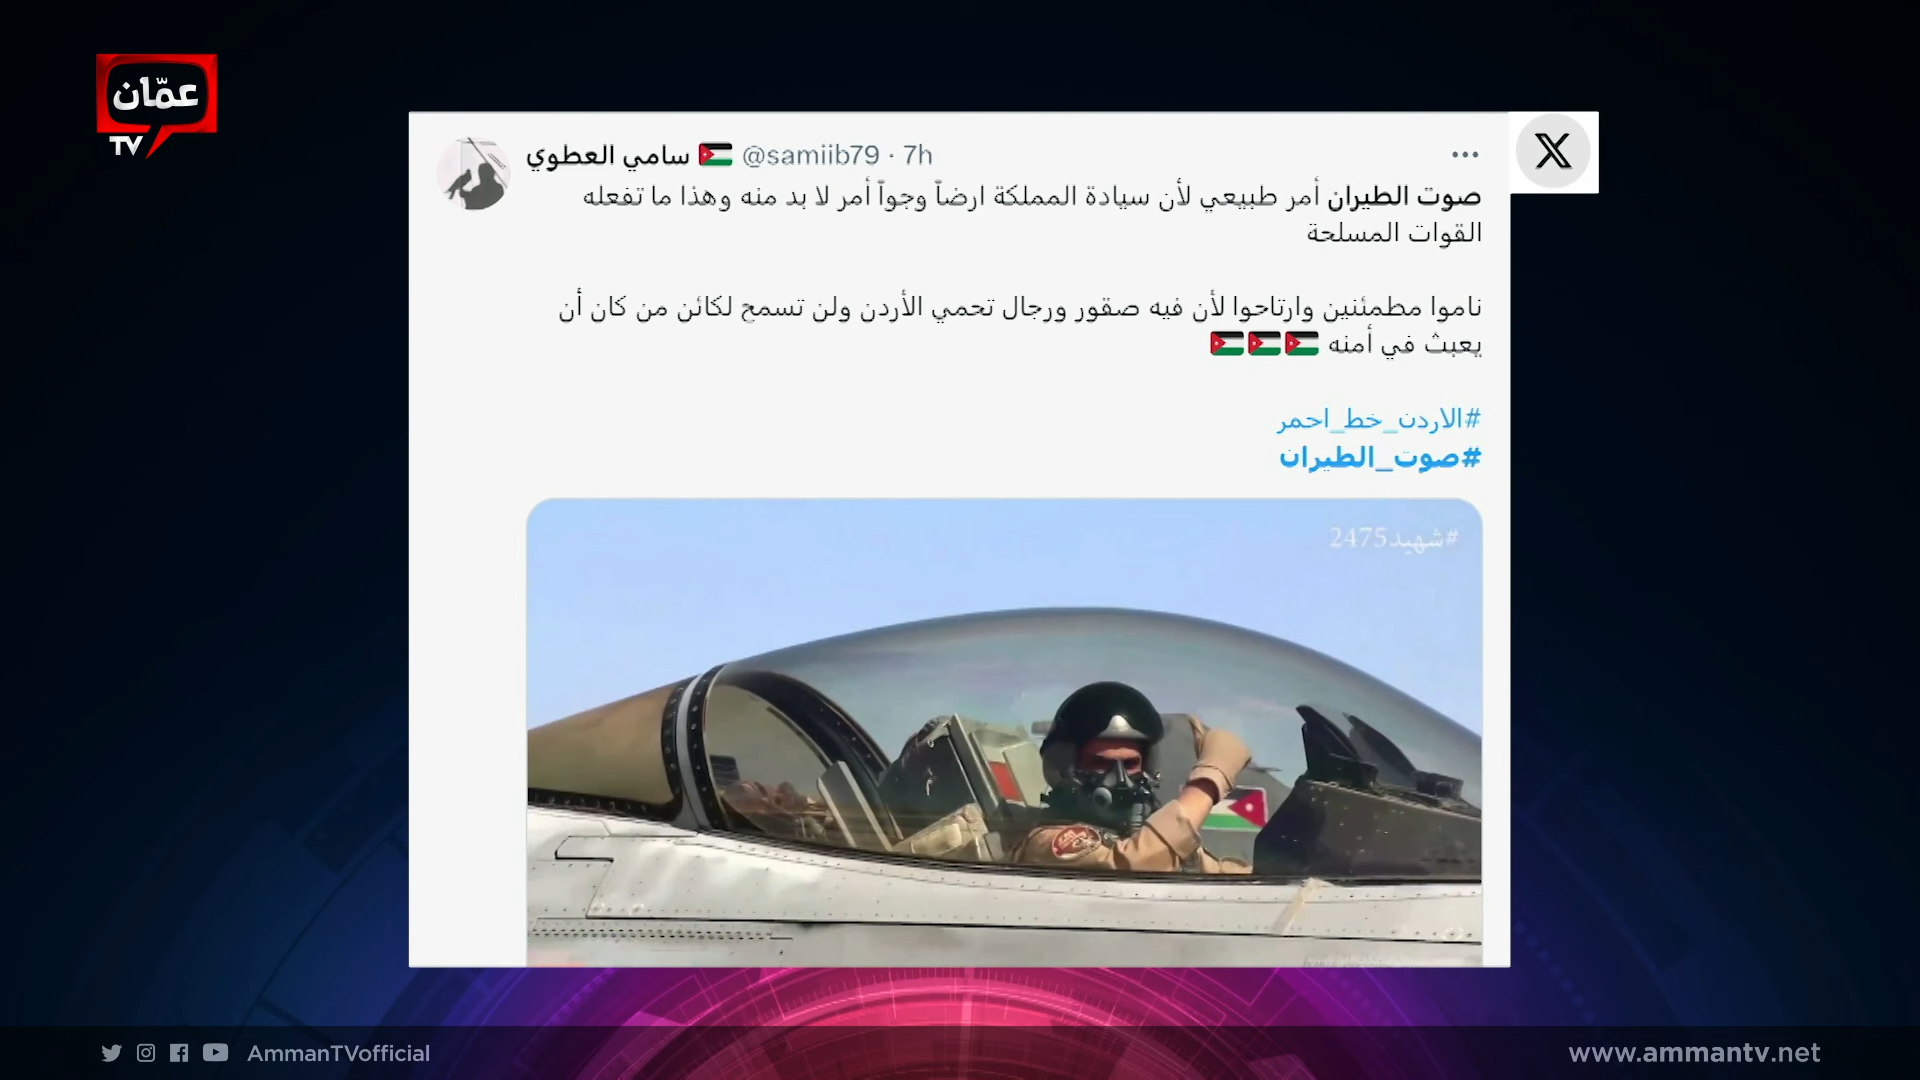 عمّان
TV
سامي العطوي @samiib79 · 7h
X
صوت الطيران أمر طبيعي لأن سيادة المملكة ارضاً وجواً أمر لا بد منه وهذا ما تفعله
القوات المسلحة
ناموا مطمئنين وارتاحوا لأن فيه صقور ورجال تحمي الأردن ولن تسمح لكائن من كان أن
يعبث في أمنه
#الاردن_خط_احمر
#صوت_الطيران
#شهيد2475
AmmanTVofficial
www.ammantv.net